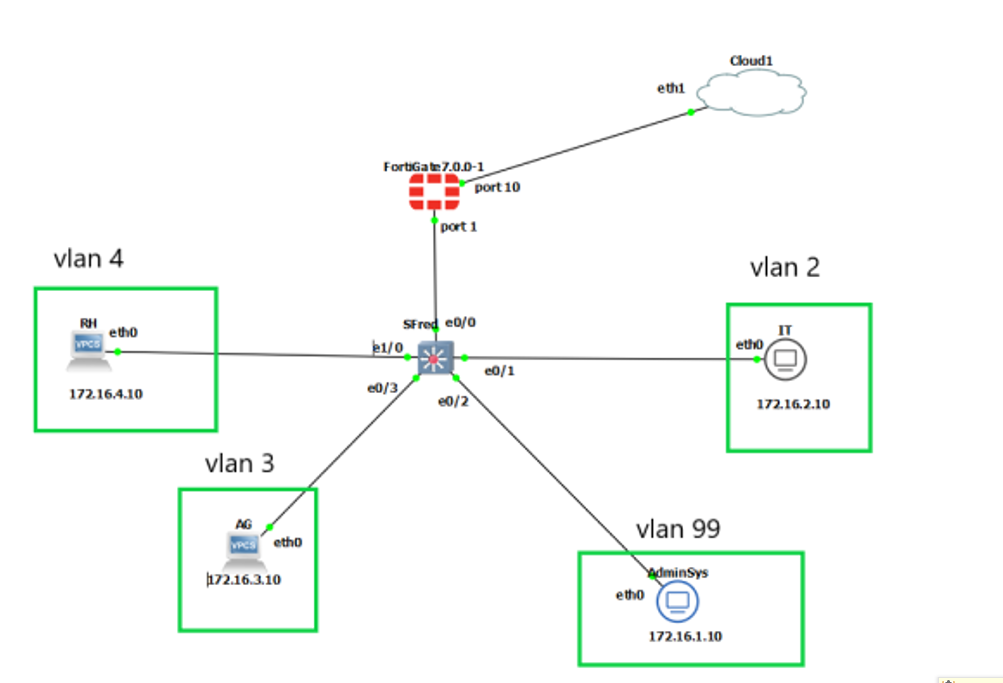 Cloud1
eth1
FortiGate7.0.0-1
port 10
port 1
vlan 4
vlan 2
RH
eth0
VPCS
172.16.4.10
SFred
e0/0
e1/0
e0/1
e0/3
e0/2
IT
eth0
172.16.2.10
vlan 3
AG
VPCS
eth0
172.16.3.10
vlan 99
AdminSys
eth0
172.16.1.10